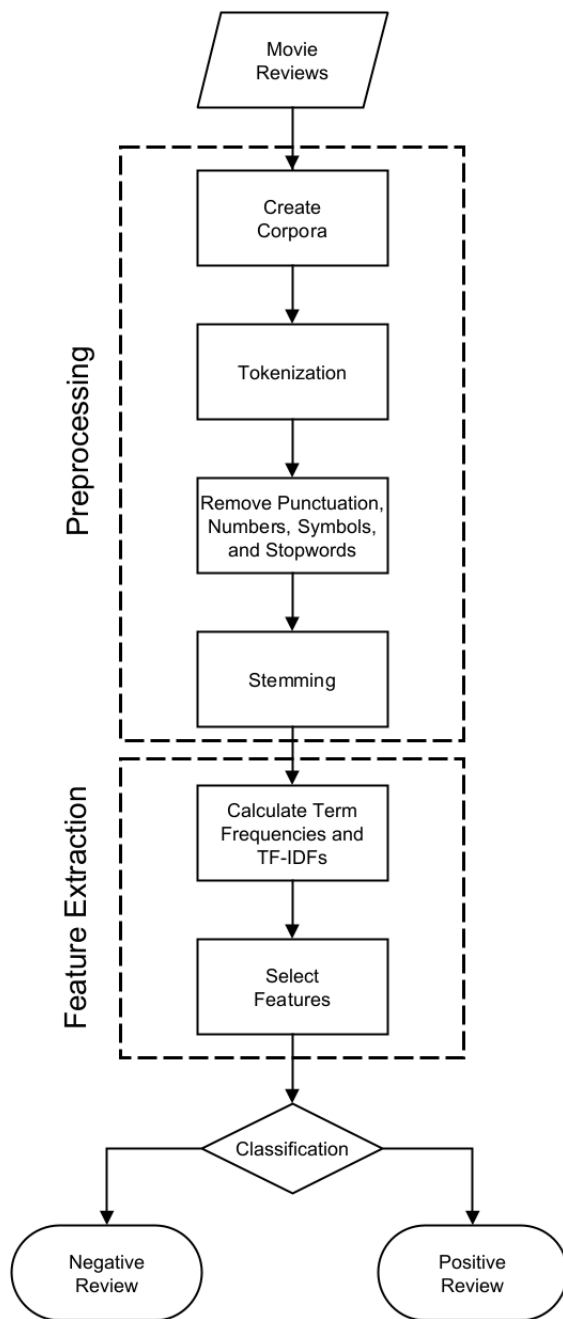 Movie
Reviews
Preprocessing
Create
Corpora
Tokenization
Remove Punctuation,
Numbers, Symbols,
and Stopwords
Stemming
Feature Extraction
Calculate Term
Frequencies and
TF-IDFs
Select
Features
Classification
Negative
Review
Positive
Review